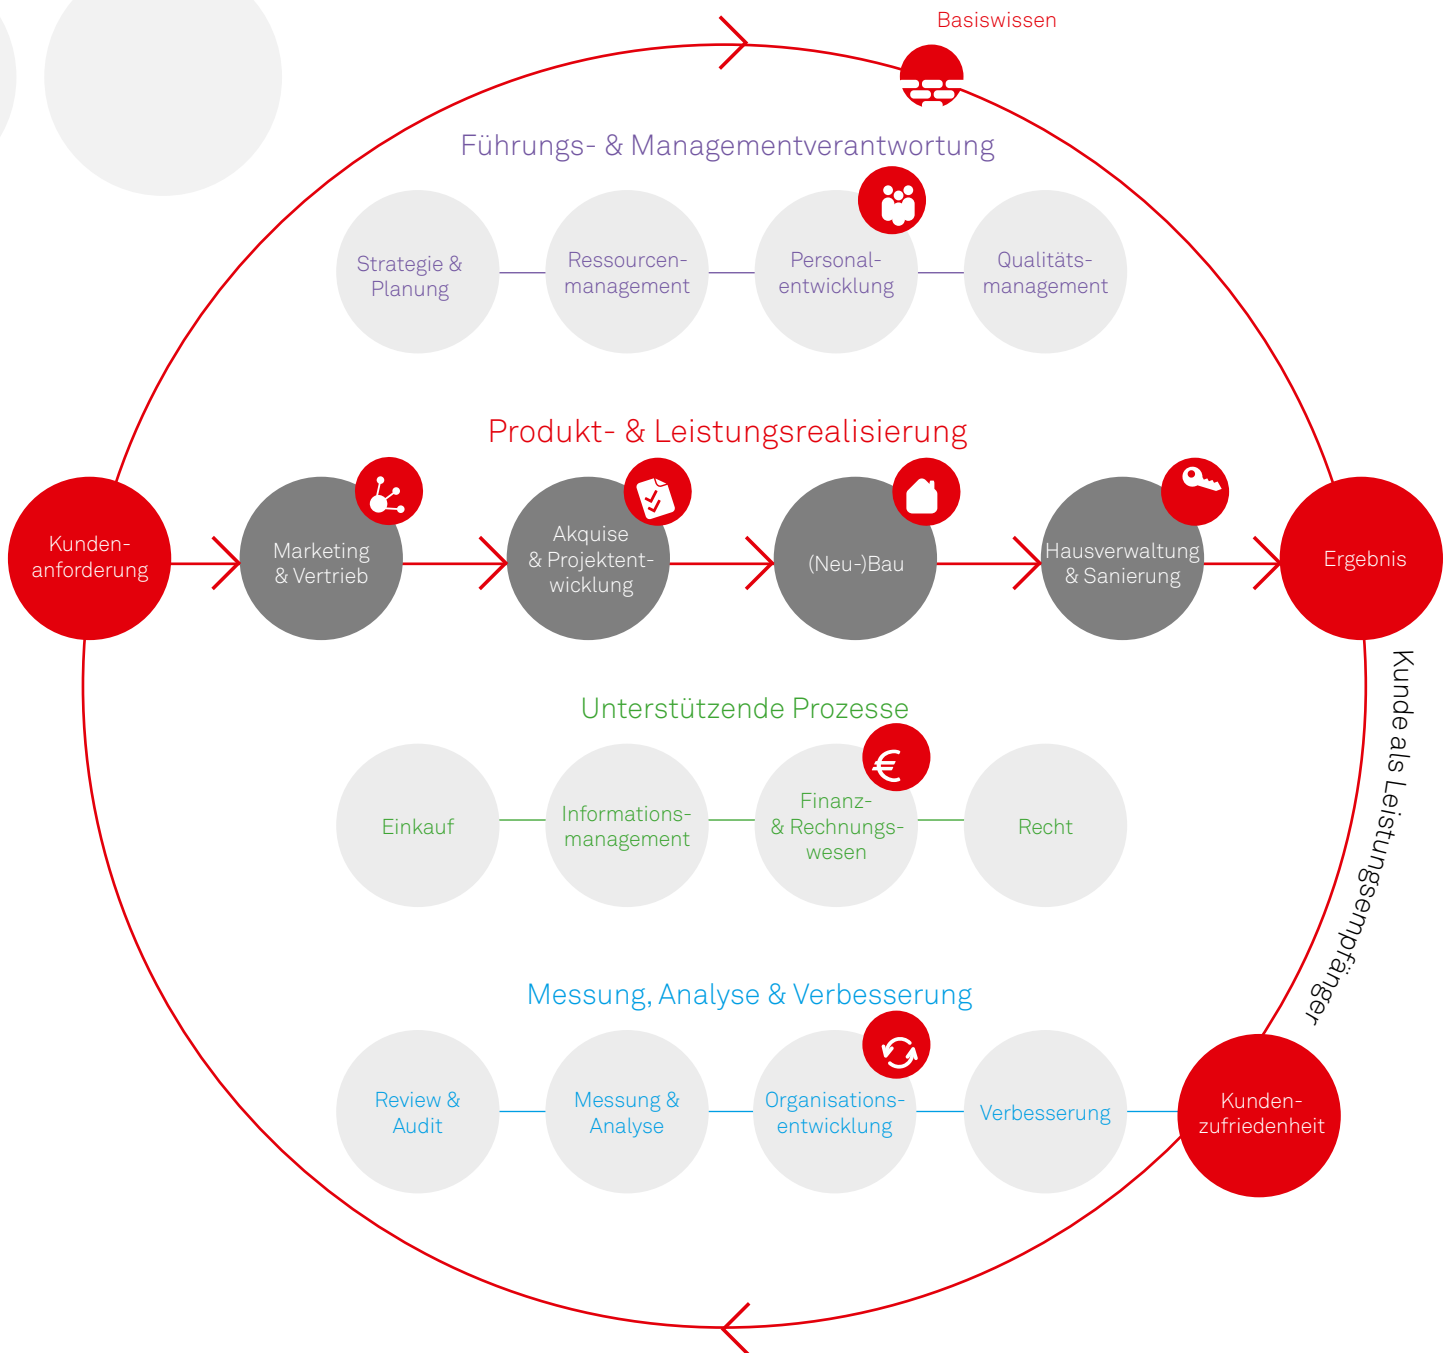 Basiswissen
Führungs- & Managementverantwortung
Strategie &
Planung
Ressourcen-
management
Personal-
entwicklung
Qualitäts-
management
Produkt- & Leistungsrealisierung
Kunden-
anforderung
Marketing
& Vertrieb
Akquise
& Projektent-
wicklung
(Neu-)Bau
Hausverwaltung
& Sanierung
Ergebnis
Kunde als Leistungsempfänger
Unterstützende Prozesse
Einkauf
Informations-
management
€
Finanz-
& Rechnungs-
wesen
Recht
Messung, Analyse & Verbesserung
Review &
Audit
Messung &
Analyse
Organisations-
entwicklung
Verbesserung
Kunden-
zufriedenheit